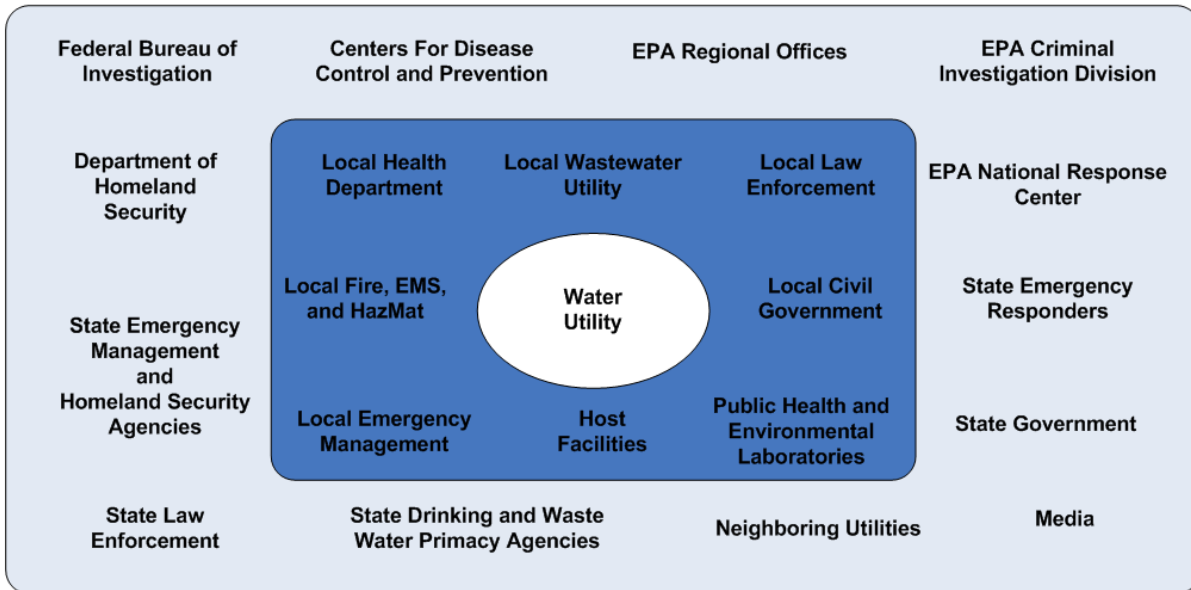 Federal Bureau of
Investigation
Centers For Disease
Control and Prevention
EPA Regional Offices
EPA Criminal
Investigation Division
Department of
Homeland
Security
Local Health
Department
Local Wastewater
Utility
Local Law
Enforcement
EPA National Response
Center
Local Fire, EMS,
and HazMat
Water
Utility
Local Civil
Government
State Emergency
Responders
State Emergency
Management
and
Homeland Security
Agencies
Local Emergency
Management
Host
Facilities
Public Health and
Environmental
Laboratories
State Government
State Law
Enforcement
State Drinking and Waste
Water Primacy Agencies
Neighboring Utilities
Media